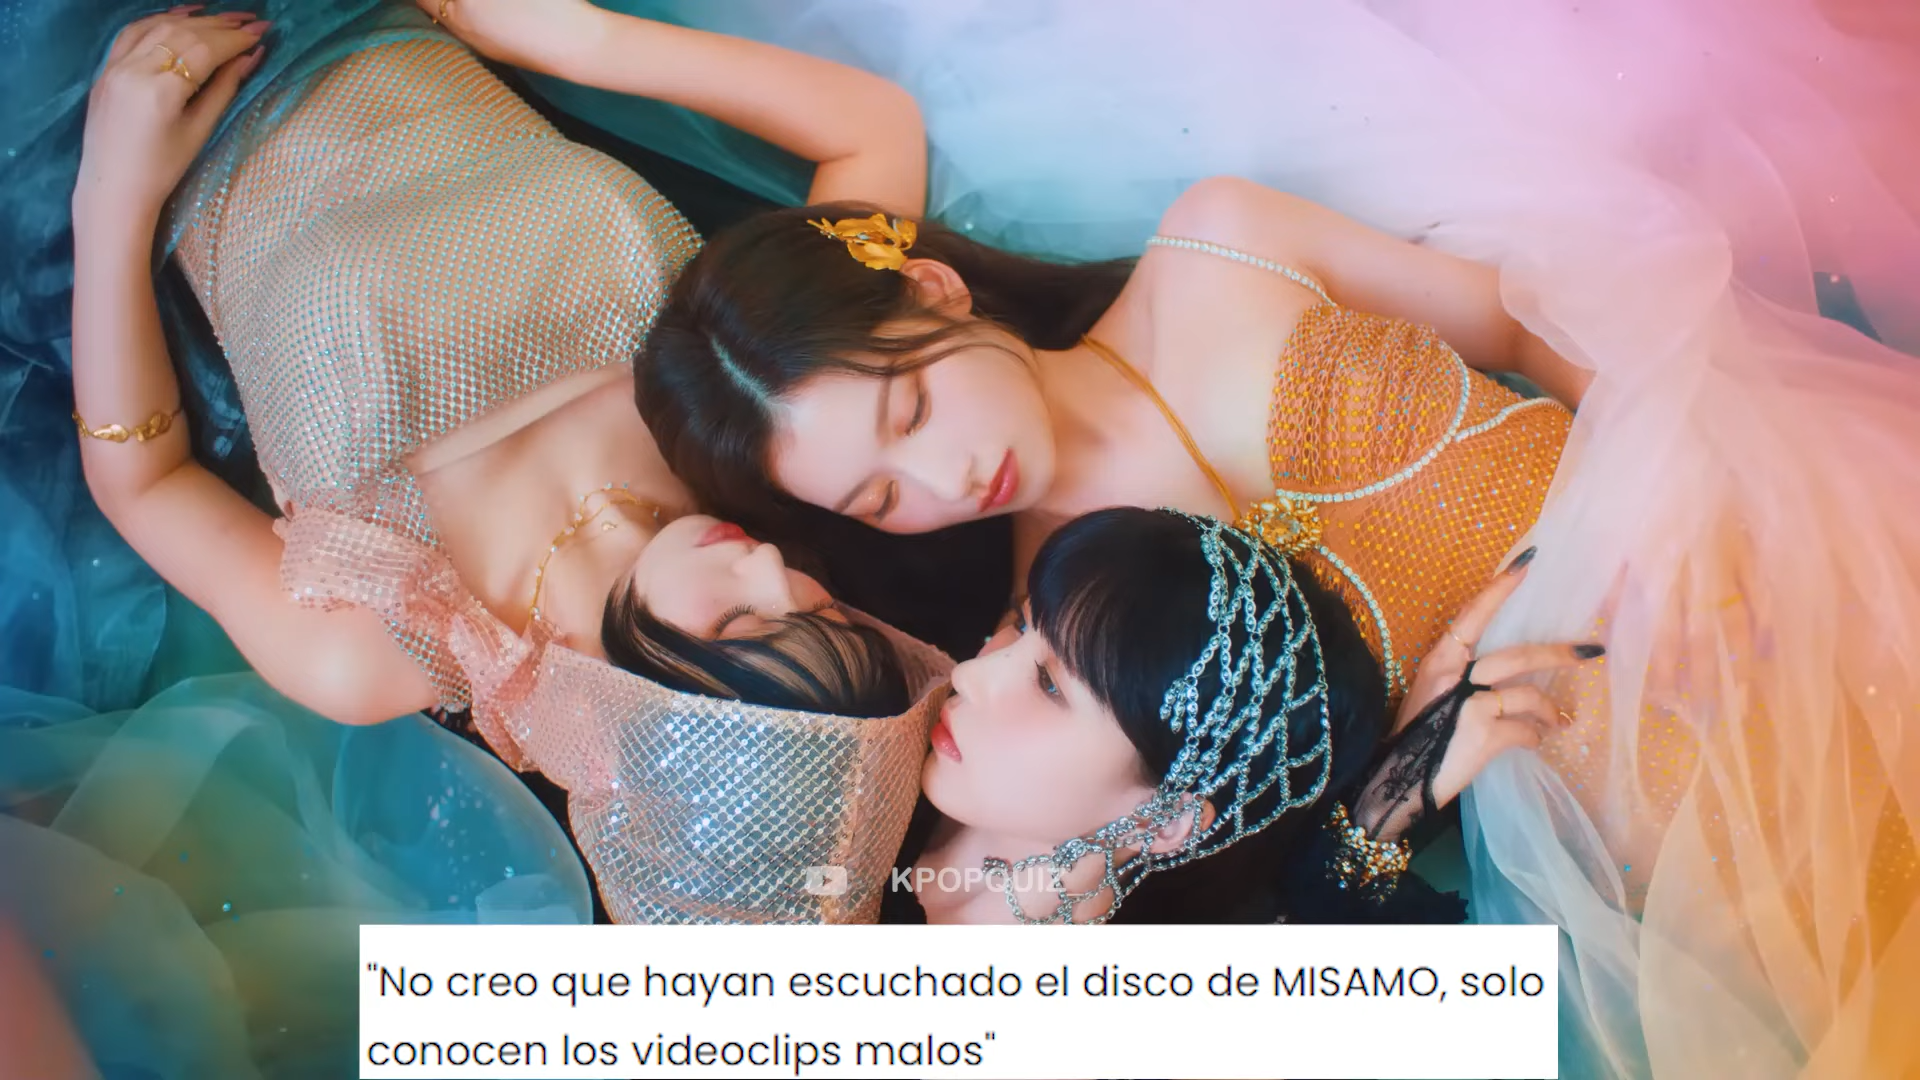 KPOPQUIZ
"No creo que hayan escuchado el disco de MISAMO, solo
conocen los videoclips malos"